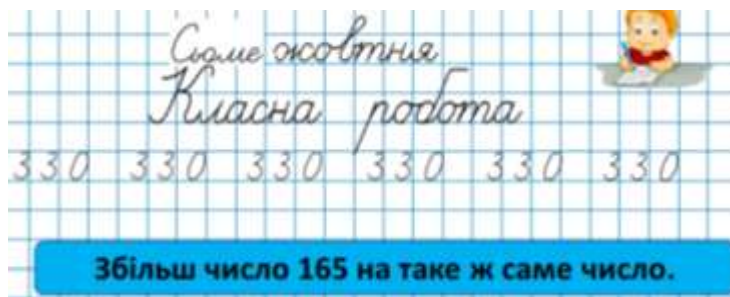 Сьоме жовтня
Класна робота
330 330 330 330 330 330
Збільш число 165 на таке ж саме число.